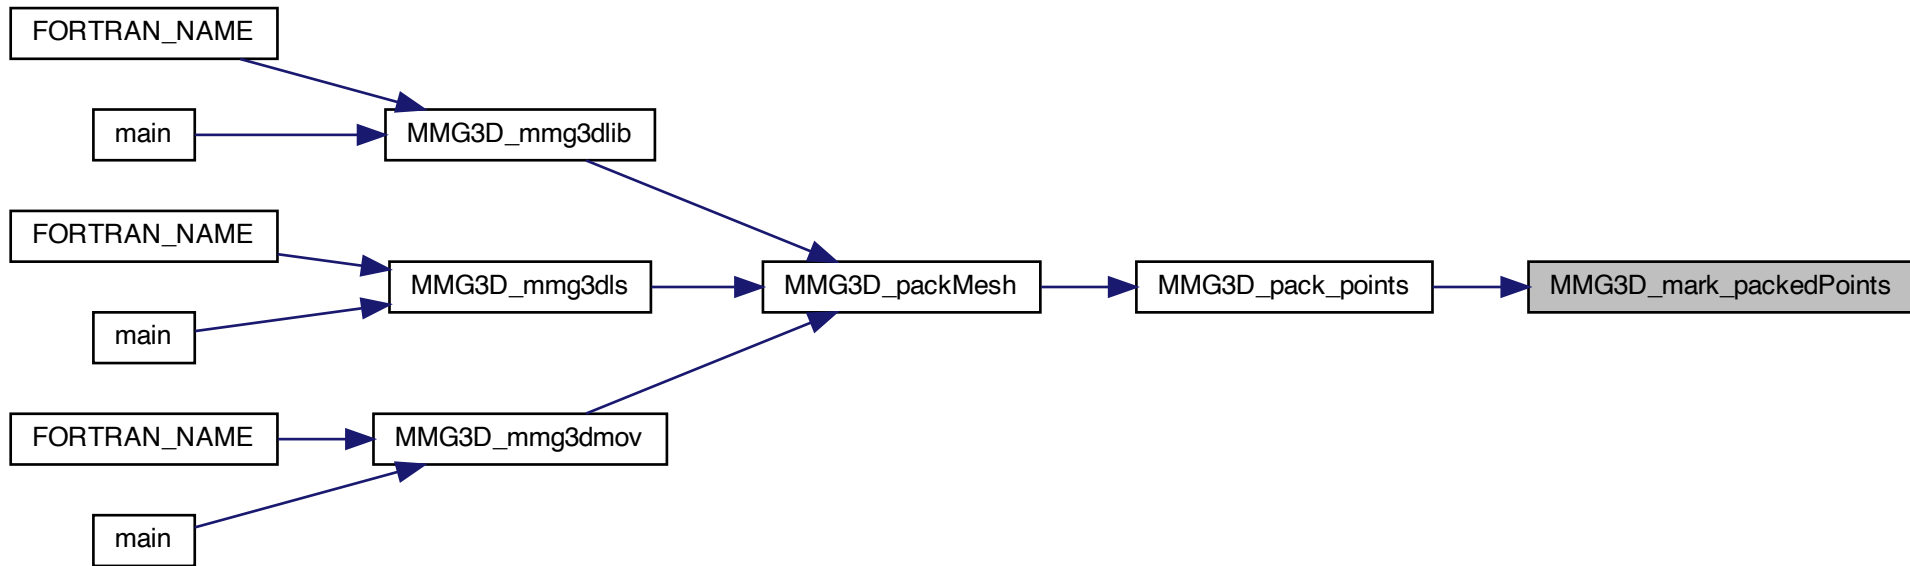 FORTRAN_NAME
main
MMG3D_mmg3dlib
FORTRAN_NAME
main
MMG3D_mmg3dls
MMG3D_packMesh
MMG3D_pack_points
MMG3D_mark_packedPoints
FORTRAN_NAME
main
MMG3D_mmg3dmov